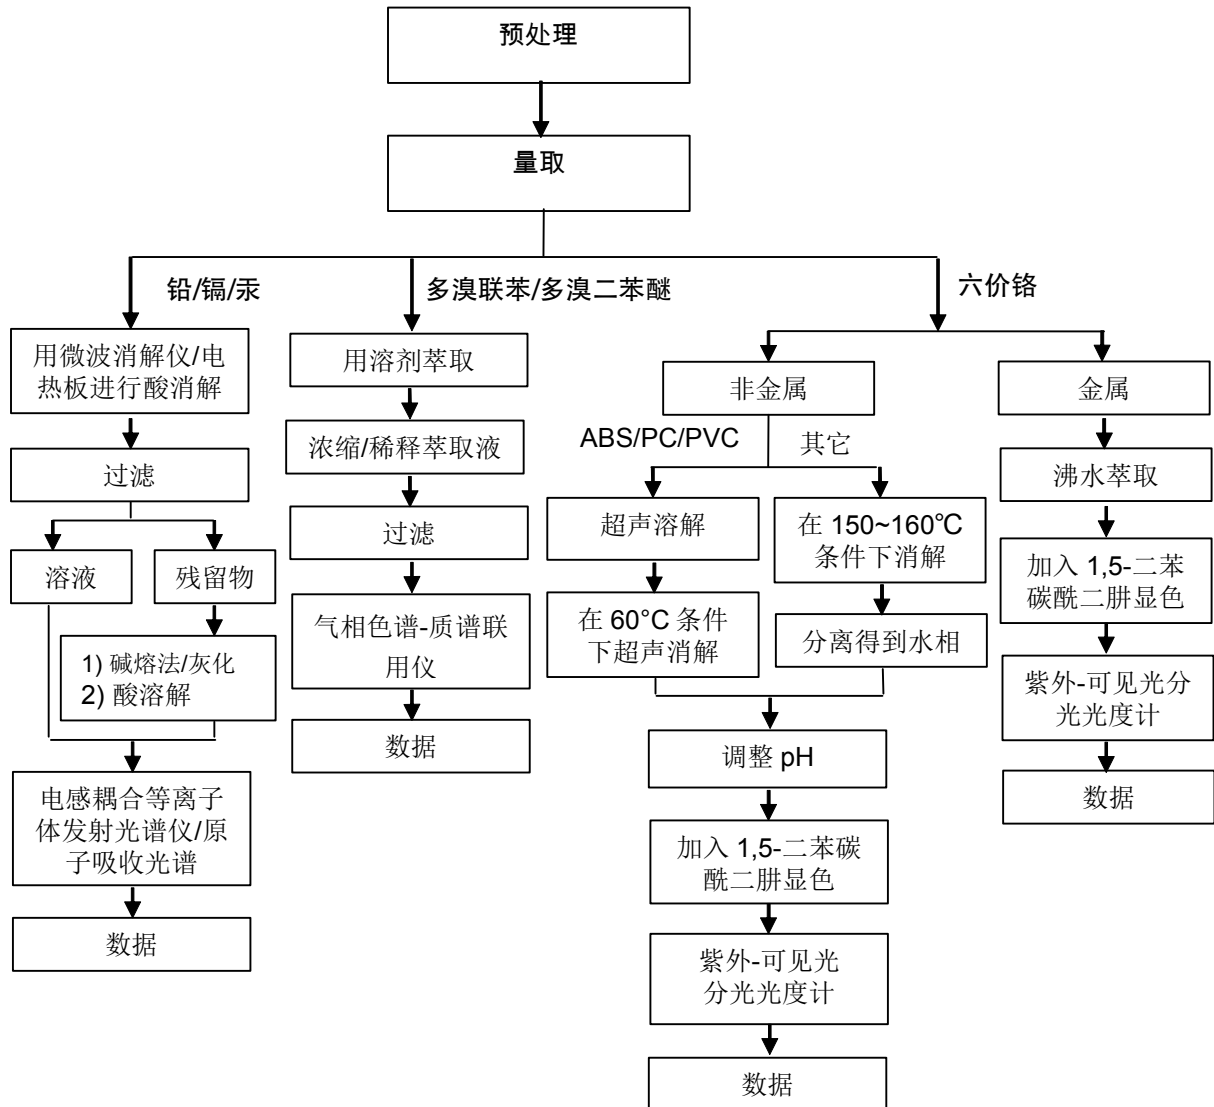 预处理
量取
铅/镉/汞
多溴联苯/多溴二苯醚
六价铬
用微波消解仪/电
热板进行酸消解
过滤
溶液
残留物
1) 碱熔法/灰化
2) 酸溶解
电感耦合等离子
体发射光谱仪/原
子吸收光谱
数据
用溶剂萃取
浓缩/稀释萃取液
过滤
气相色谱-质谱联
用仪
数据
非金属
ABS/PC/PVC
其它
超声溶解
在 60°C 条件
下超声消解
在 150~160℃
条件下消解
分离得到水相
调整 pH
加入 1,5-二苯碳
酰二肼显色
紫外-可见光
分光光度计
数据
金属
沸水萃取
加入 1,5-二苯
碳酰二肼显色
紫外-可见光分
光光度计
数据